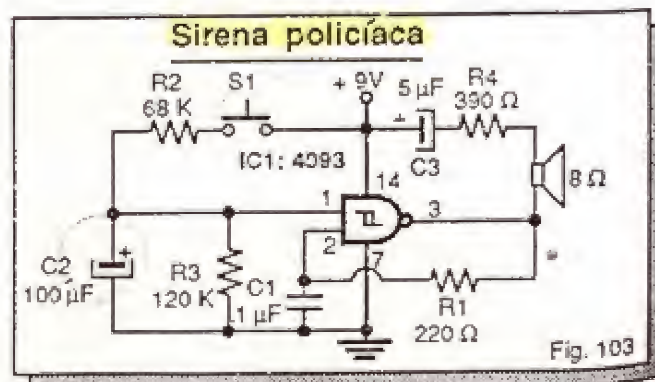 Sirena policíaca
R2
68 K
S1
+ 9V
5 µF
R4
390 Ω
+
IC1: 4093
C3
14
8 Ω
1
3
2
7
+
C2
100 µF
R3
120 K
C1
.1 µF
R1
220 Ω
*
Fig. 103